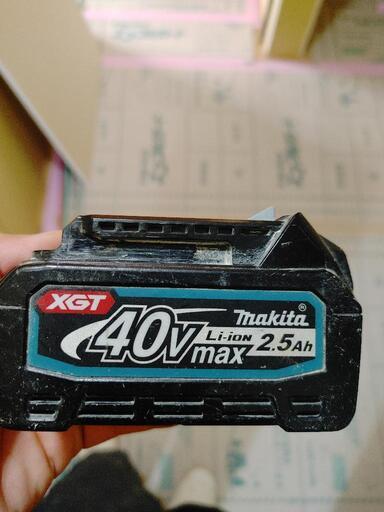 XGT
40V max
makita®
Li-ion 2.5Ah